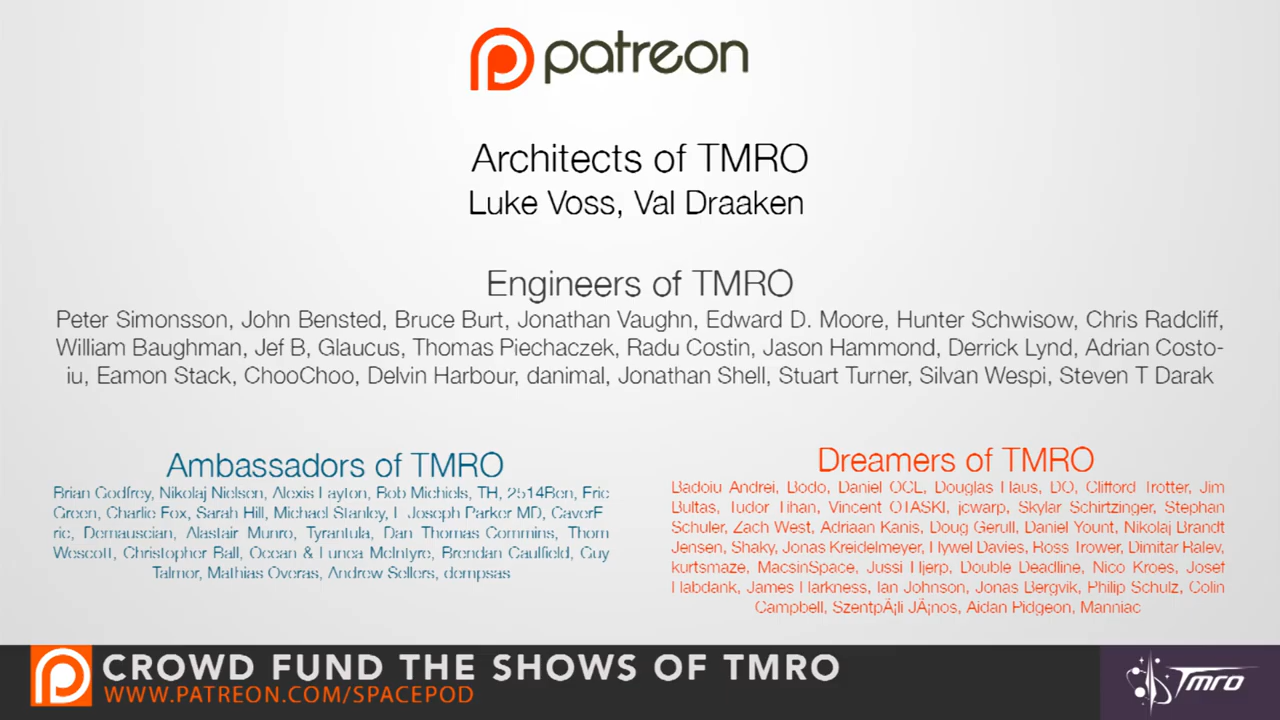 patreon
Architects of TMRO
Luke Voss, Val Draaken
Engineers of TMRO
Peter Simonsson, John Bensted, Bruce Burt, Jonathan Vaughn, Edward D. Moore, Hunter Schwisow, Chris Radcliff,
William Baughman, Jef B, Glaucus, Thomas Piechaczek, Radu Costin, Jason Hammond, Derrick Lynd, Adrian Costo-
iu, Eamon Stack, ChooChoo, Delvin Harbour, danimal, Jonathan Shell, Stuart Turner, Silvan Wespi, Steven T Darak
Ambassadors of TMRO
Brian Godfrey, Nikolaj Nielsen, Alexis Layton, Bob Michiels, TH, 2514Ben, Eric
Green, Charlie Fox, Sarah Hill, Michael Stanley, Joseph Parker MD, CaverE
ric, Demauscian, Alastair Munro, Tyrantula, Dan Thomas Commins, Thom
Wescott, Christopher Ball, Ocean & Lunea McIntyre, Brendan Caulfield, Guy
Talmor, Mathias Overas, Andrew Sellers, dempsas
Dreamers of TMRO
Badoiu Andrei, Bodo, Daniel OCL, Douglas Haus, DO, Clifford Trotter, Jim
Bultas, Tudor Tihan, Vincent OTASKI, jcwarp, Skylar Schirtzinger, Stephan
Schuler, Zach West, Adriaan Kanis, Doug Gerull, Daniel Yount, Nikolaj Brandt
Jensen, Shaky, Jonas Kreidelmeyer, Hywel Davies, Ross Trower, Dimitar Ralev,
kurtsmaze, MacsinSpace, Jussi Hjerp, Double Deadline, Nico Kroes, Josef
Habdank, James Harkness, Ian Johnson, Jonas Bergvik, Philip Schulz, Colin
Campbell, SzentpÃ¡li JÃ¡nos, Aidan Pidgeon, Manniac
CROWD FUND THE SHOWS OF TMRO
WWW.PATREON.COM/SPACEPOD
Tmro